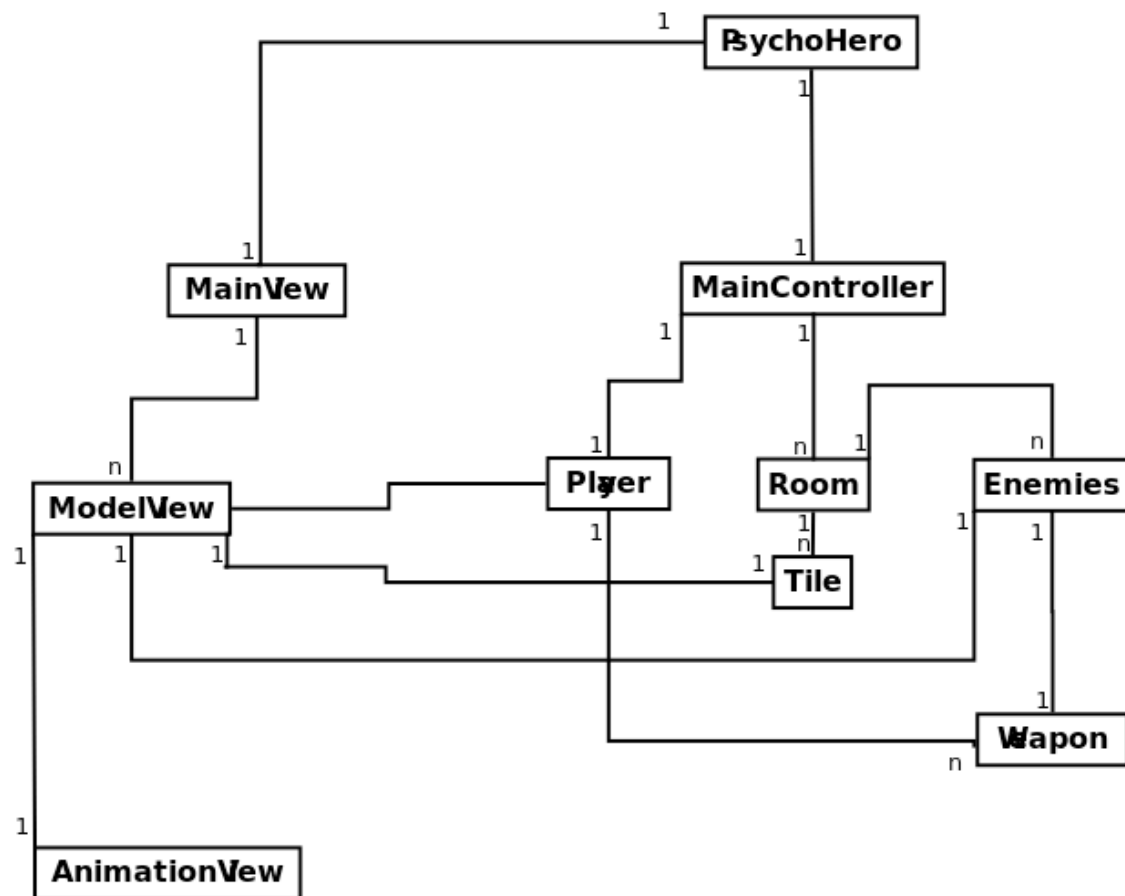 1
PsychoHero
1
1
1
MainView
MainController
1
1
1
n
1
n
1
n
ModelView
Player
Room
Enemies
1
1
1
1
1
n
1
1
1
Tile
1
Weapon
n
1
AnimationView